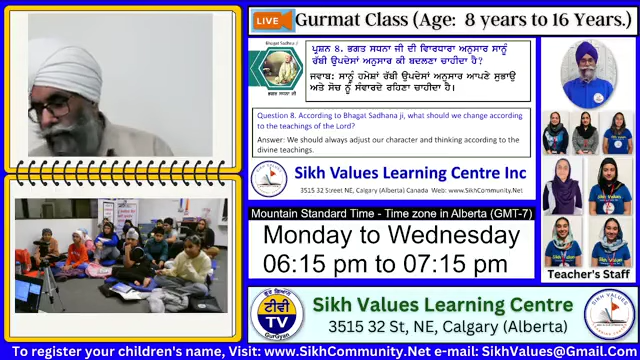 LIVE
Gurmat Class (Age: 8 years to 16 Years.)
Bhagat Sadhna Ji
ਭਗਤ ਸਧਨਾ ਜੀ
ਪ੍ਰਸ਼ਨ 8. ਭਗਤ ਸਧਨਾ ਜੀ ਦੀ ਵਿਚਾਰਧਾਰਾ ਅਨੁਸਾਰ ਸਾਨੂੰ
ਰੱਬੀ ਉਪਦੇਸਾਂ ਅਨੁਸਾਰ ਕੀ ਬਦਲਣਾ ਚਾਹੀਦਾ ਹੈ?
ਜਵਾਬ: ਸਾਨੂੰ ਹਮੇਸ਼ਾਂ ਰੱਬੀ ਉਪਦੇਸਾਂ ਅਨੁਸਾਰ ਆਪਣੇ ਸੁਭਾਉ
ਅਤੇ ਸੋਚ ਨੂੰ ਸੰਵਾਰਦੇ ਰਹਿਣਾ ਚਾਹੀਦਾ ਹੈ।
Question 8. According to Bhagat Sadhana ji, what should we change according
to the teachings of the Lord?
Answer: We should always adjust our character and thinking according to the
divine teachings.
Sikh Values Learning Centre Inc
3515 32 Street NE, Calgary (Alberta) Canada Web: www.SikhCommunity.Net
Mountain Standard Time - Time zone in Alberta (GMT-7)
Monday to Wednesday
06:15 pm to 07:15 pm
Teacher's Staff
ਟੀਵੀ
TV
GurGyan
Sikh Values Learning Centre
3515 32 St, NE, Calgary (Alberta)
To register your children's name, Visit: www.SikhCommunity.Net e-mail: SikhValues@Gmail.Co